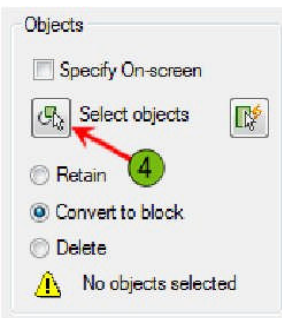 Objects
Specify On-screen
Select objects
4
Retain
Convert to block
Delete
No objects selected